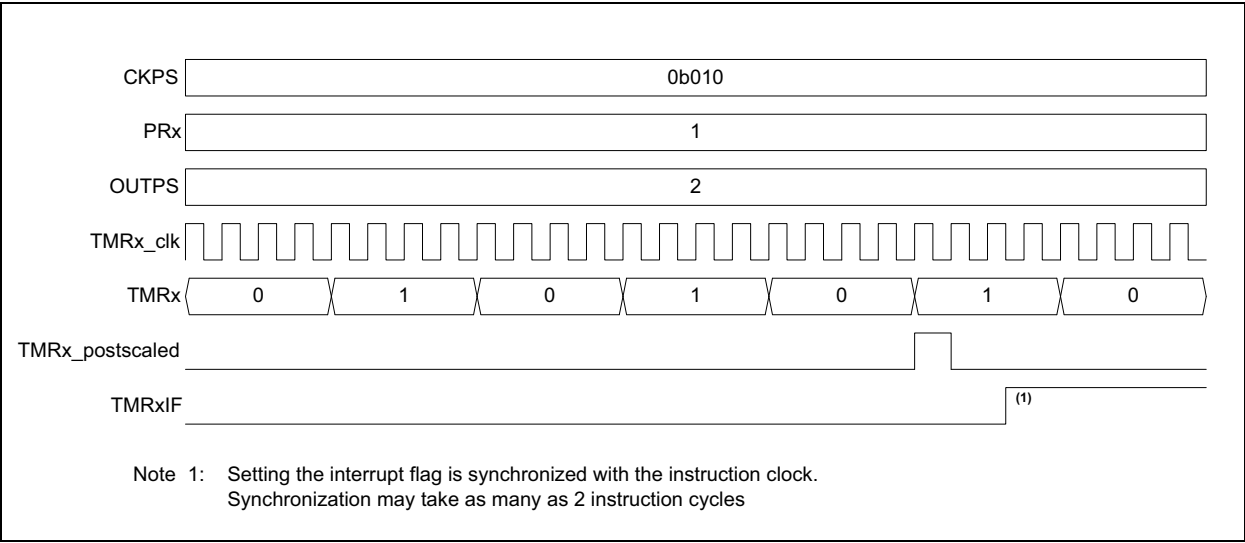 CKPS 0b010
PRx 1
OUTPS 2
TMRx_clk
TMRx 0 1 0 1 0 1 0
TMRx_postscaled
TMRxIF (1)
Note 1: Setting the interrupt flag is synchronized with the instruction clock.
Synchronization may take as many as 2 instruction cycles